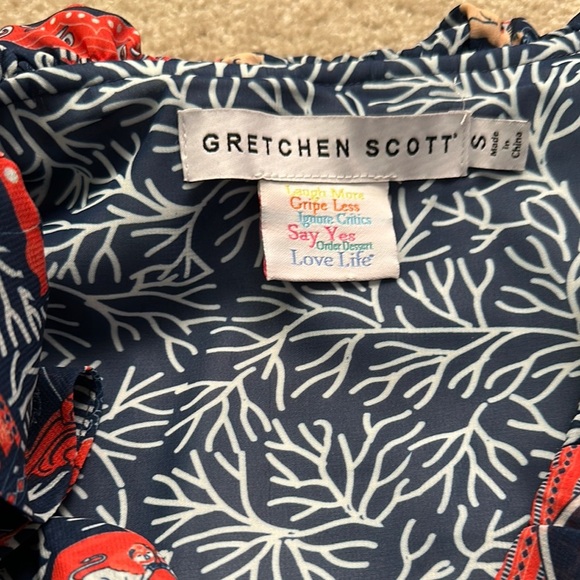 GRETCHEN SCOTT®
S
Made
in
China
Laugh More
Gripe Less
Ignore Critics
Say Yes
Order Dessert
Love Life®